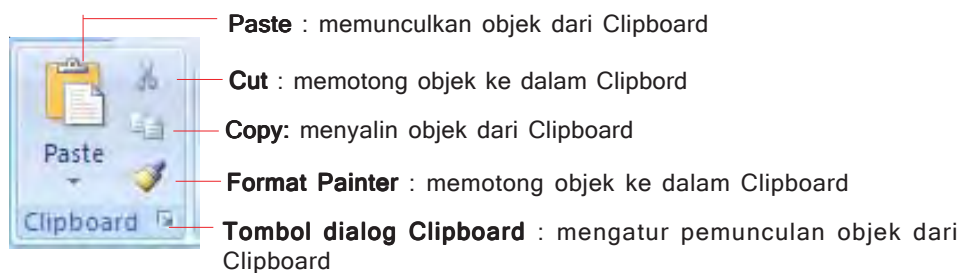 Paste : memunculkan objek dari Clipboard
Cut : memotong objek ke dalam Clipbord
Copy: menyalin objek dari Clipboard
Paste
Format Painter : memotong objek ke dalam Clipboard
Clipboard
Tombol dialog Clipboard : mengatur pemunculan objek dari
Clipboard